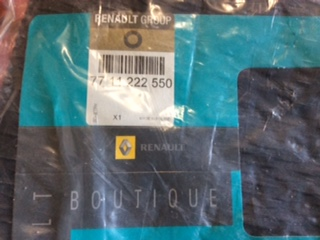 RENAULT GROUP
77 11 222 550
X1
RENAULT
BOUTIQUE